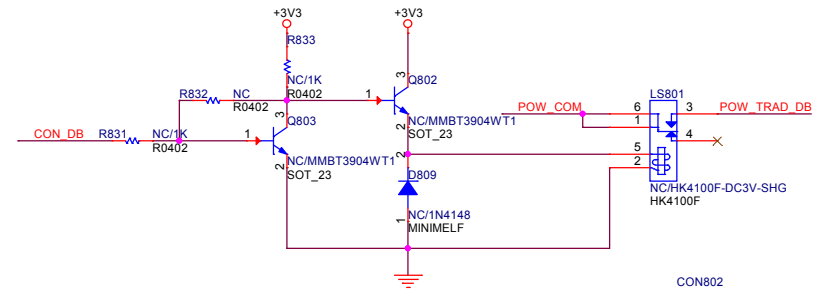 +3V3
+3V3
R833
NC/1K
R0402
R832
NC
R0402
CON_DB
R831
NC/1K
R0402
1
3
Q803
2
NC/MMBT3904WT1
SOT_23
1
3
Q802
2
NC/MMBT3904WT1
SOT_23
2
D809
1
NC/1N4148
MINIMELF
POW_COM
LS801
6
1
5
2
3
4
POW_TRAD_DB
NC/HK4100F-DC3V-SHG
HK4100F
CON802